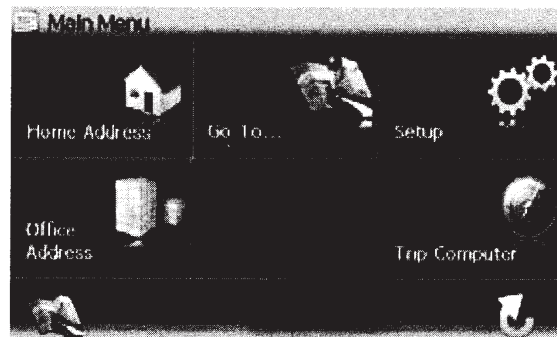 Main Menu
Home Address
Go To...
Setup
Office
Address
Trip Computer